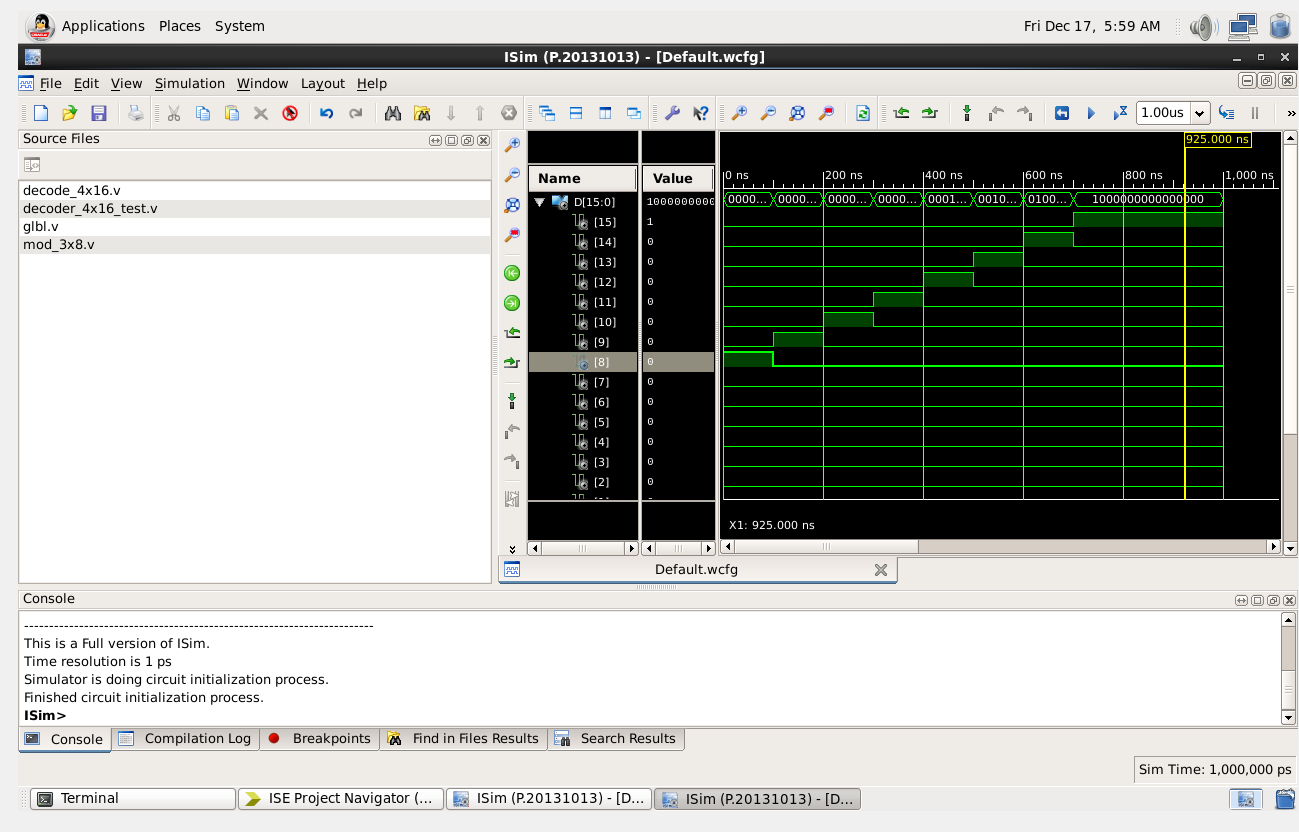 Applications Places System Fri Dec 17, 5:59 AM
ISim (P.20131013) - [Default.wcfg]
File Edit View Simulation Window Layout Help
1.00us
»
Source Files
decode_4x16.v
decoder_4x16_test.v
glbl.v
mod_3x8.v
925.000 ns
Name Value
0 ns 200 ns 400 ns 600 ns 800 ns 1,000 ns
D[15:0] 1000000000 0000... 0000... 0000... 0000... 0001... 0010... 0100... 1000000000000000
[15] 1
[14] 0
[13] 0
[12] 0
[11] 0
[10] 0
[9] 0
[8] 0
[7] 0
[6] 0
[5] 0
[4] 0
[3] 0
[2] 0
X1: 925.000 ns
Default.wcfg
Console
----------------------------------------------------------------------
This is a Full version of ISim.
Time resolution is 1 ps
Simulator is doing circuit initialization process.
Finished circuit initialization process.
ISim>
Console Compilation Log Breakpoints Find in Files Results Search Results
Sim Time: 1,000,000 ps
Terminal ISE Project Navigator (... ISim (P.20131013) - [D... ISim (P.20131013) - [D...